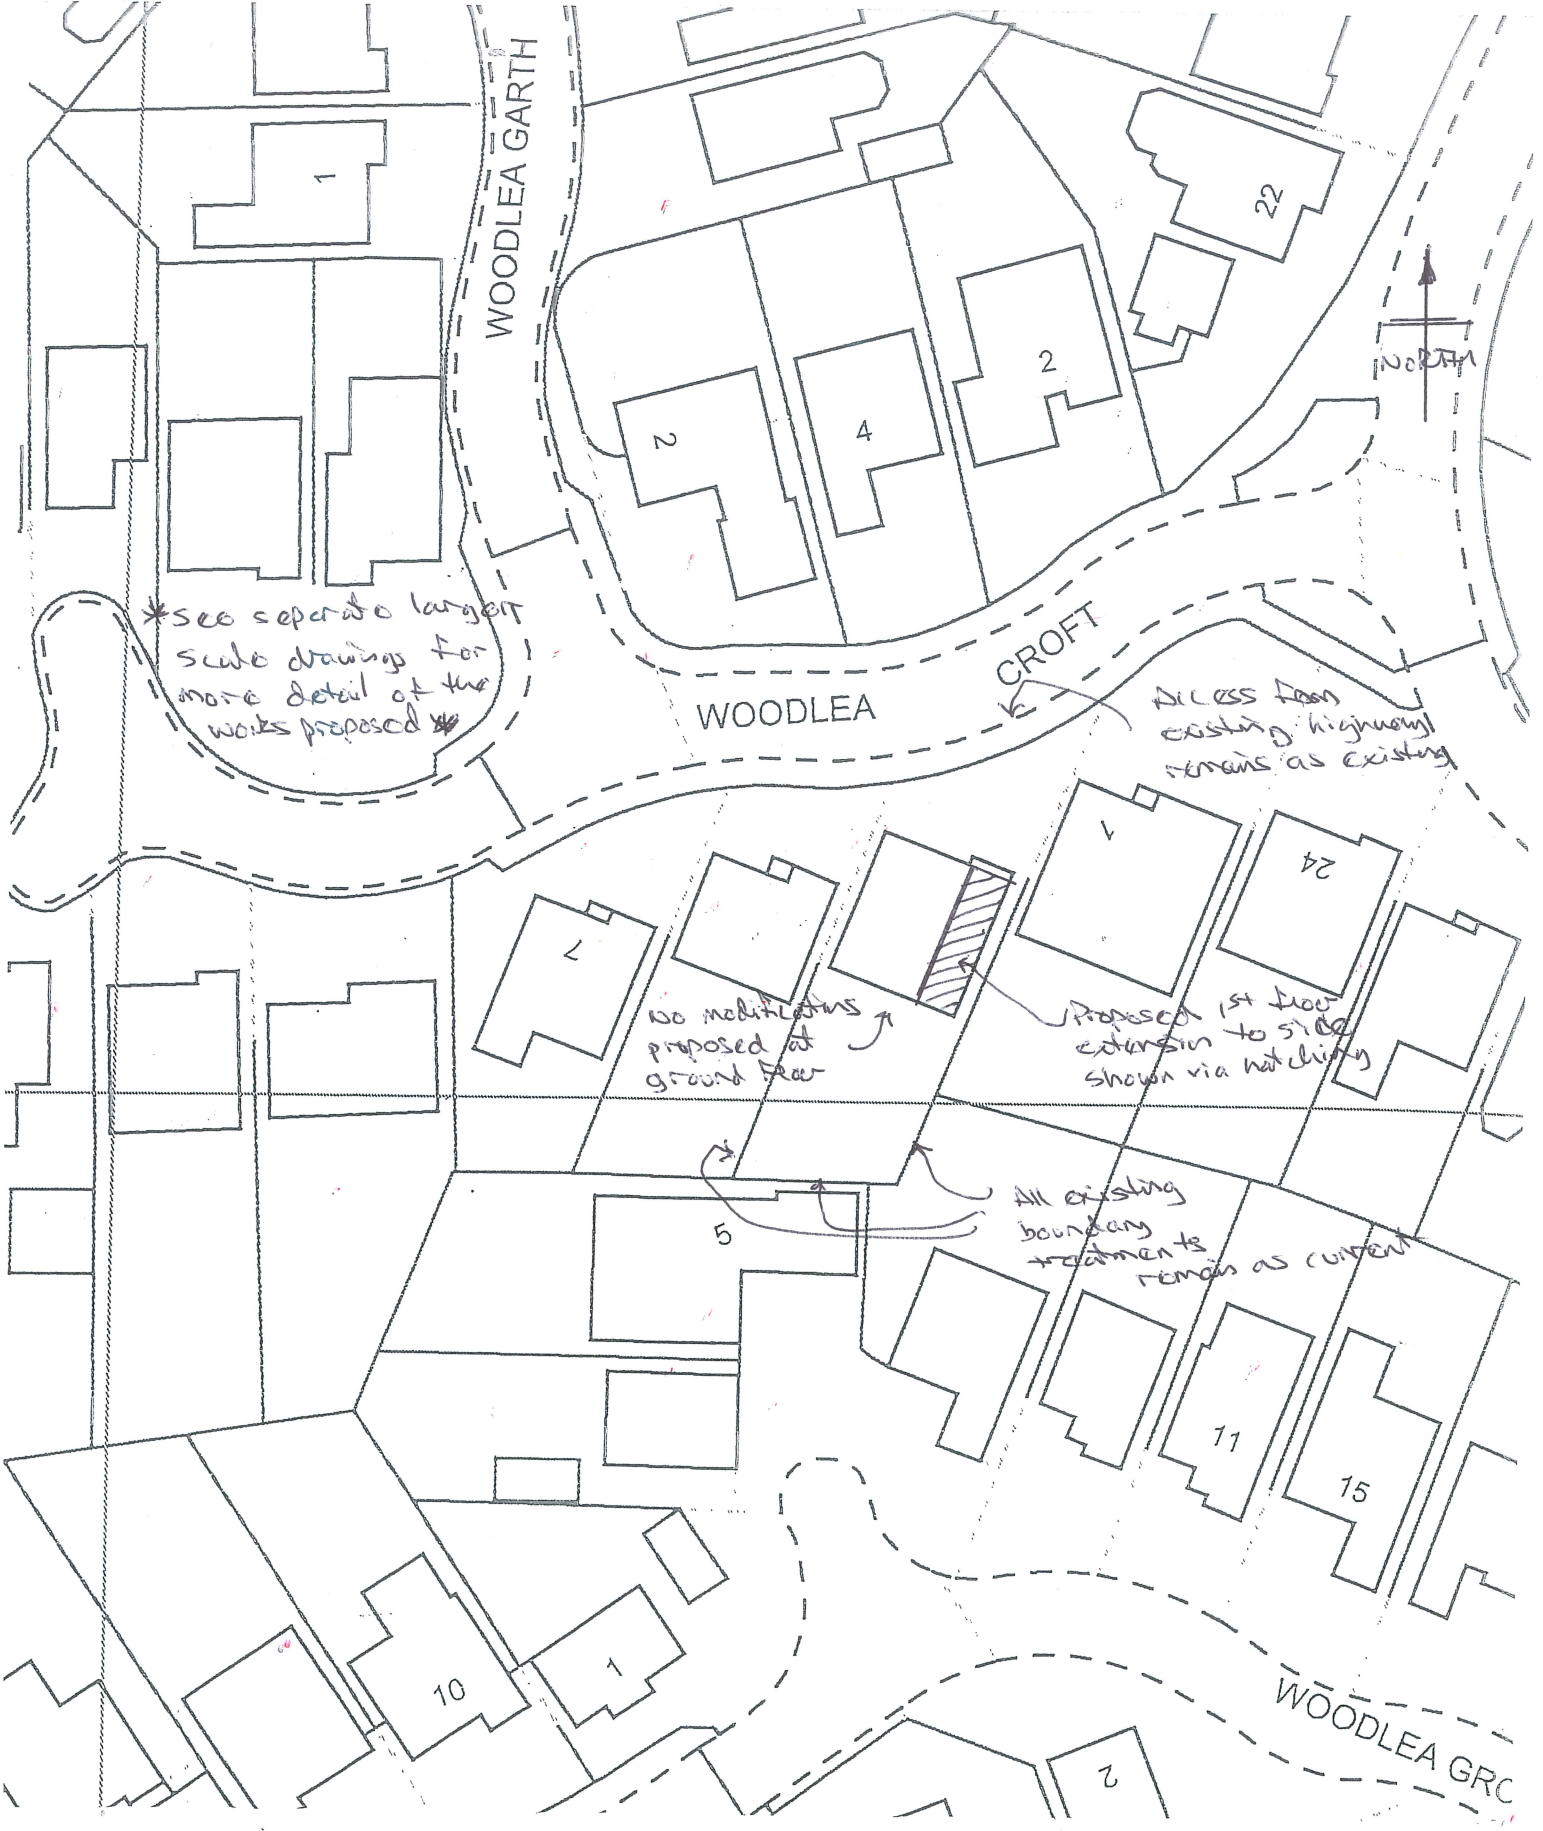 WOODLEA GARTH
1
22
2
4
2
NORTH
*See separate larger
scale drawings for
more detail of the
works proposed *
CROFT
WOODLEA
Access from
existing highway
remains as existing
1
24
7
No modifications
proposed at
ground floor
Proposed 1st floor
extension to side
shown via hatching
All existing
boundary
treatments
remain as current
5
11
15
10
1
WOODLEA GRO
2